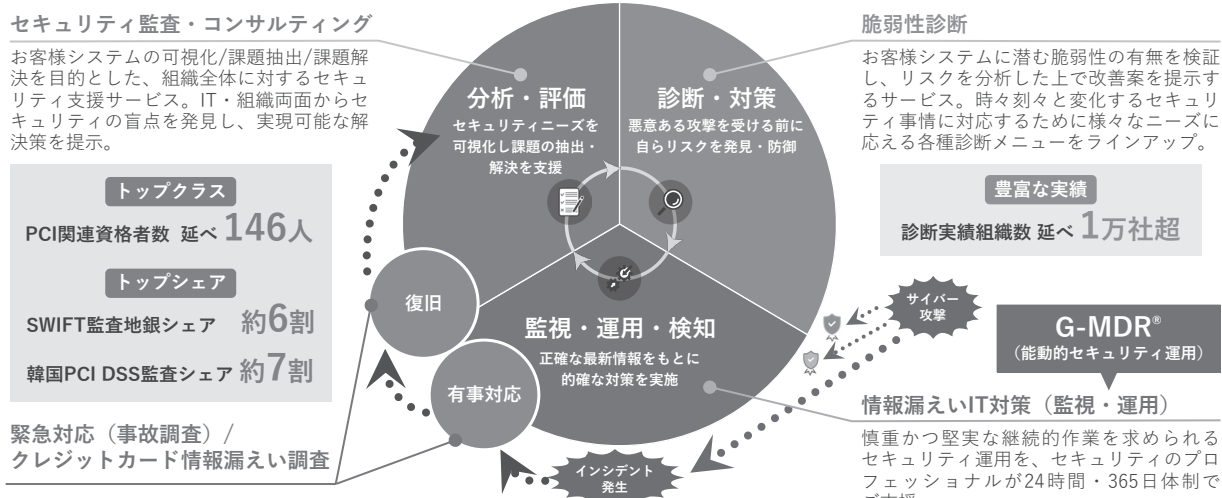 セキュリティ監査・コンサルティング
お客様システムの可視化/課題抽出/課題解
決を目的とした、組織全体に対するセキュ
リティ支援サービス。IT・組織両面からセ
キュリティの盲点を発見し、実現可能な解
決策を提示。
トップクラス
PCI関連資格者数 延べ 146人
トップシェア
SWIFT監査地銀シェア 約6割
韓国PCI DSS監査シェア 約7割
緊急対応（事故調査）/
クレジットカード情報漏えい調査
分析・評価
セキュリティニーズを
可視化し課題の抽出・
解決を支援
診断・対策
悪意ある攻撃を受ける前に
自らリスクを発見・防御
監視・運用・検知
正確な最新情報をもとに
的確な対策を実施
復旧
有事対応
インシデント
発生
サイバー
攻撃
脆弱性診断
お客様システムに潜む脆弱性の有無を検証
し、リスクを分析した上で改善案を提示す
るサービス。時々刻々と変化するセキュリ
ティ事情に対応するために様々なニーズに
応える各種診断メニューをラインアップ。
豊富な実績
診断実績組織数 延べ 1万社超
G-MDR®
（能動的セキュリティ運用）
情報漏えいIT対策（監視・運用）
慎重かつ堅実な継続的作業を求められる
セキュリティ運用を、セキュリティのプロ
フェッショナルが24時間・365日体制で